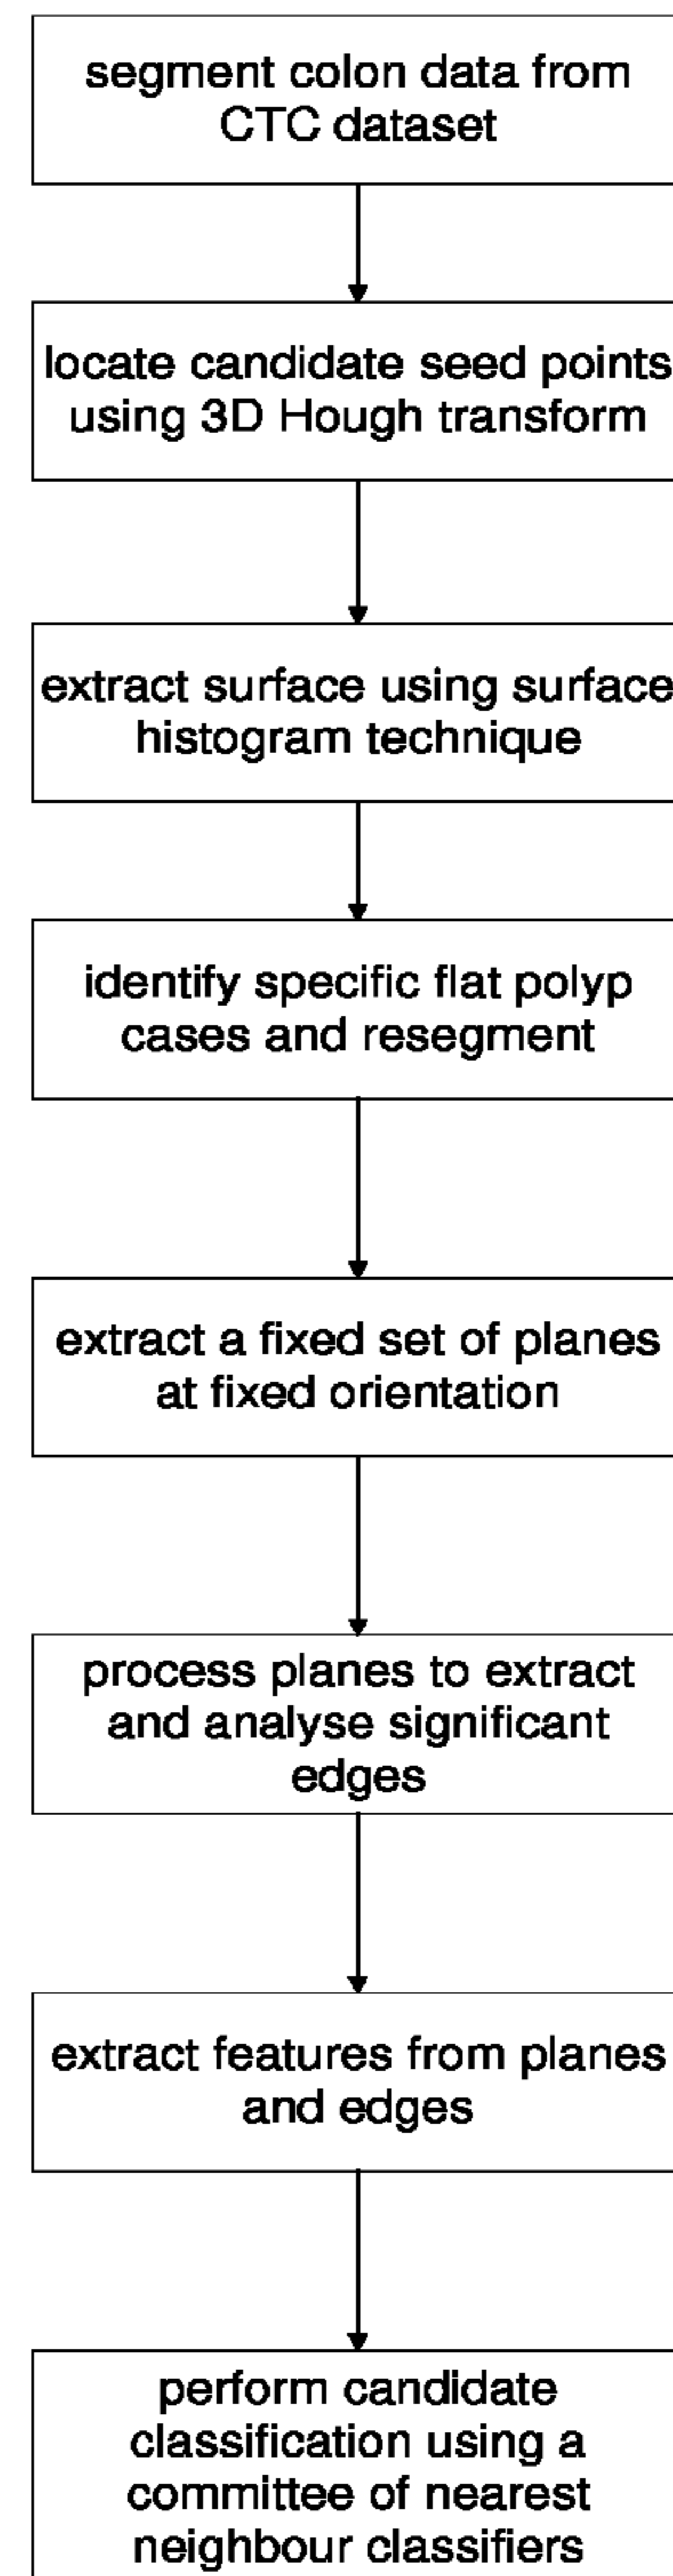 segment colon data from
CTC dataset
locate candidate seed points
using 3D Hough transform
extract surface using surface
histogram technique
identify specific flat polyp
cases and resegment
extract a fixed set of planes
at fixed orientation
process planes to extract
and analyse significant
edges
extract features from planes
and edges
perform candidate
classification using a
committee of nearest
neighbour classifiers